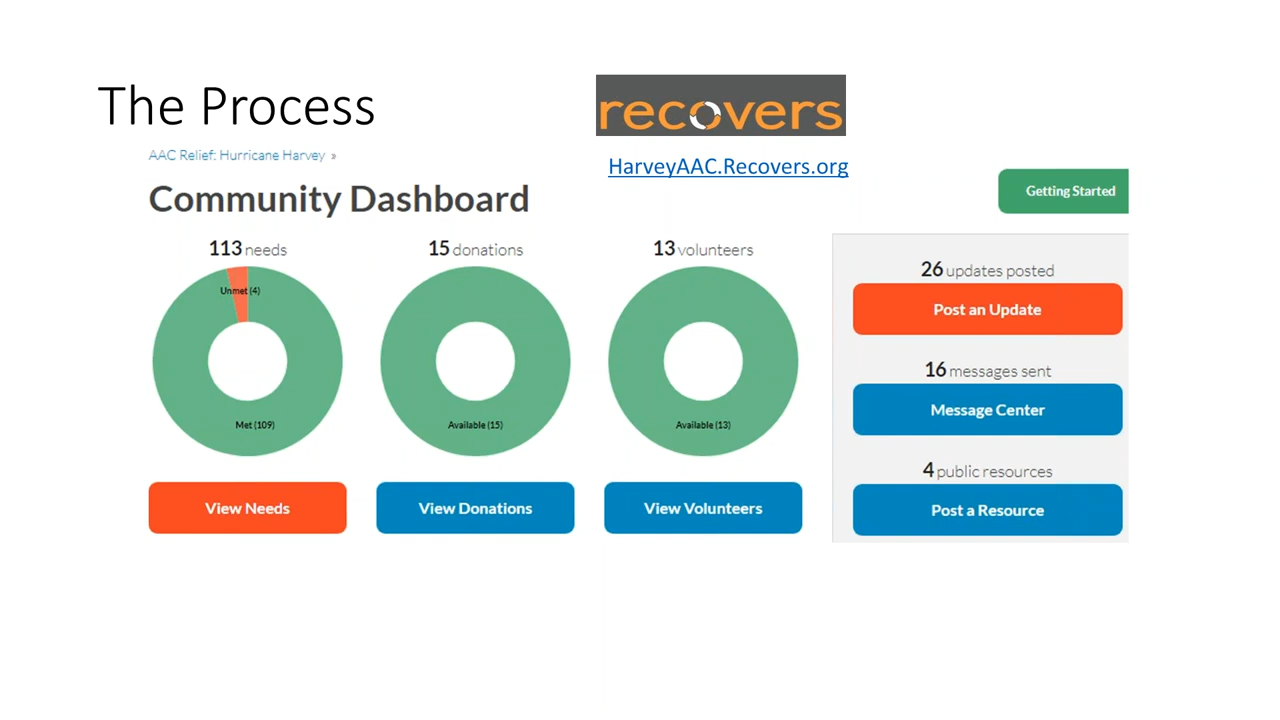 The Process
recovers
AAC Relief: Hurricane Harvey »
HarveyAAC.Recovers.org
Community Dashboard
Getting Started
113 needs
15 donations
13 volunteers
Unmet (4)
Met (109)
Available (15)
Available (13)
View Needs
View Donations
View Volunteers
26 updates posted
Post an Update
16 messages sent
Message Center
4 public resources
Post a Resource